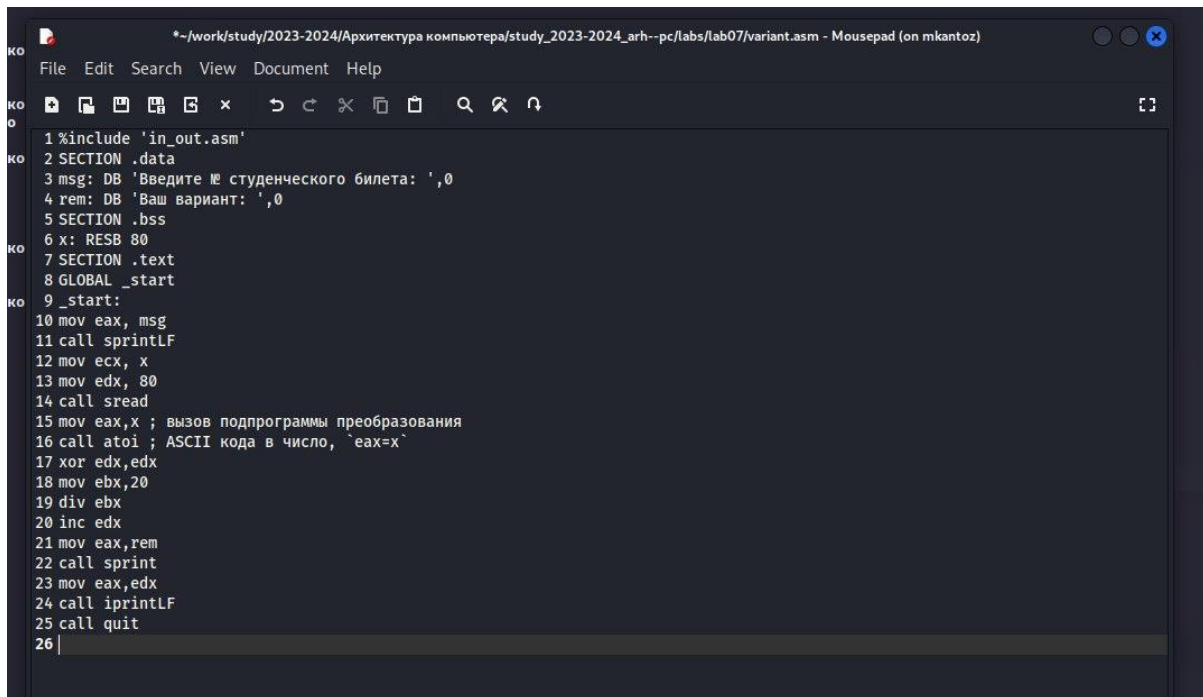 *~/work/study/2023-2024/Архитектура компьютера/study_2023-2024_arh--pc/labs/lab07/variant.asm - Mousepad (on mkantoz)
File Edit Search View Document Help
ко
ко
о
ко
ко
ко
1 %include 'in_out.asm'
2 SECTION .data
3 msg: DB 'Введите № студенческого билета: ',0
4 rem: DB 'Ваш вариант: ',0
5 SECTION .bss
6 x: RESB 80
7 SECTION .text
8 GLOBAL _start
9 _start:
10 mov eax, msg
11 call sprintLF
12 mov ecx, x
13 mov edx, 80
14 call sread
15 mov eax,x ; вызов подпрограммы преобразования
16 call atoi ; ASCII кода в число, `eax=x`
17 xor edx,edx
18 mov ebx,20
19 div ebx
20 inc edx
21 mov eax,rem
22 call sprint
23 mov eax,edx
24 call iprintLF
25 call quit
26